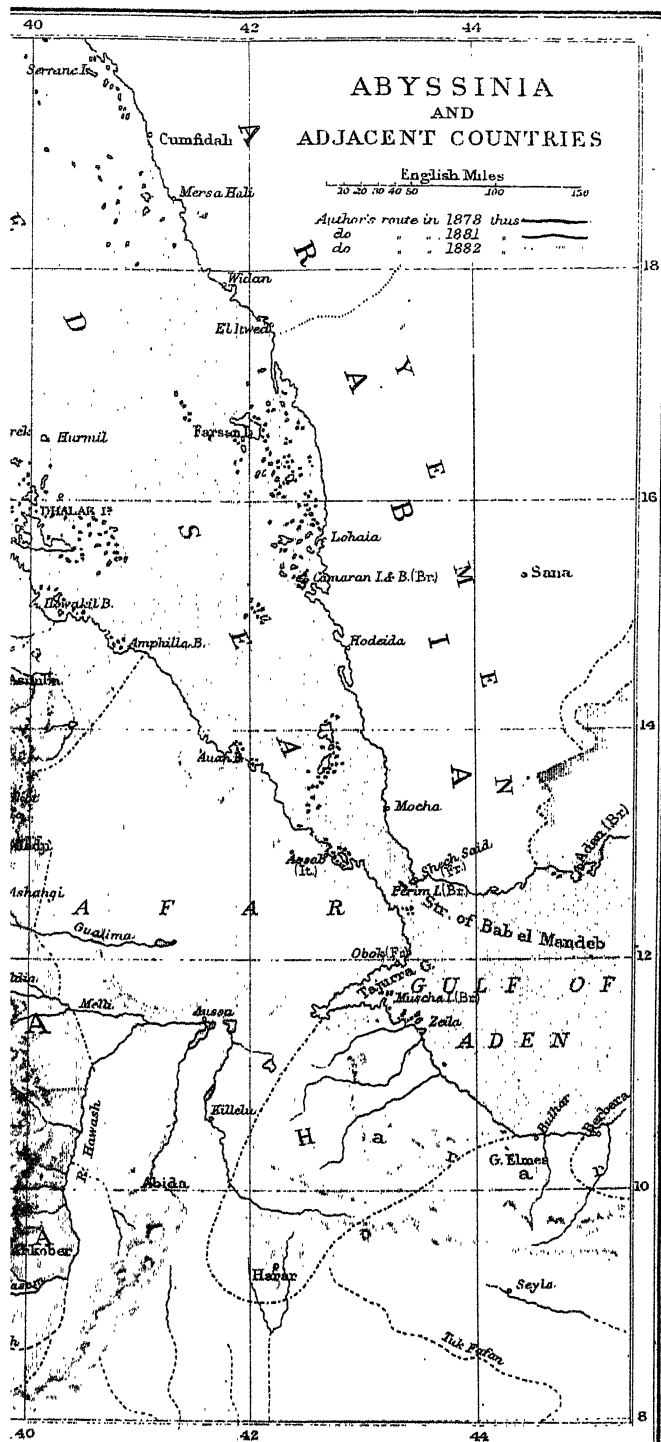 40 42 44
Serranc I.
ABYSSINIA
AND
ADJACENT COUNTRIES
Cumfidah
English Miles
10 20 30 40 50 100 150
Mersa Hali
Author's route in 1878 thus
do " " 1881 "
do " " 1882 "
18
Widan
El Itwed
D S E A
A R A B I A
Y E M E N
Farsan I.
Hurmil
DHALAK Is.
16
Lohaia
Camaran I. & B. (Br.)
Sana
Howakil B.
Amphilla B.
Hodeida
14
Auan B.
Mocha
Assab
(It.)
Shech Said
(Fr.)
Perim I. (Br.)
Aden (Br)
Str. of Bab el Mandeb
Ashangi
A F A R
Gualima
Obok (Fr)
12
Tajurra G.
GULF OF
ADEN
Melli
Aussa
Muscha I. (Br)
Zeila
A
Killelu
R. Hawash
H a r a r
Bulhar
Berbera
G. Elmes
Abida
10
A
Ankober
Harar
Seyla
Tuk Fafan
8
40 42 44